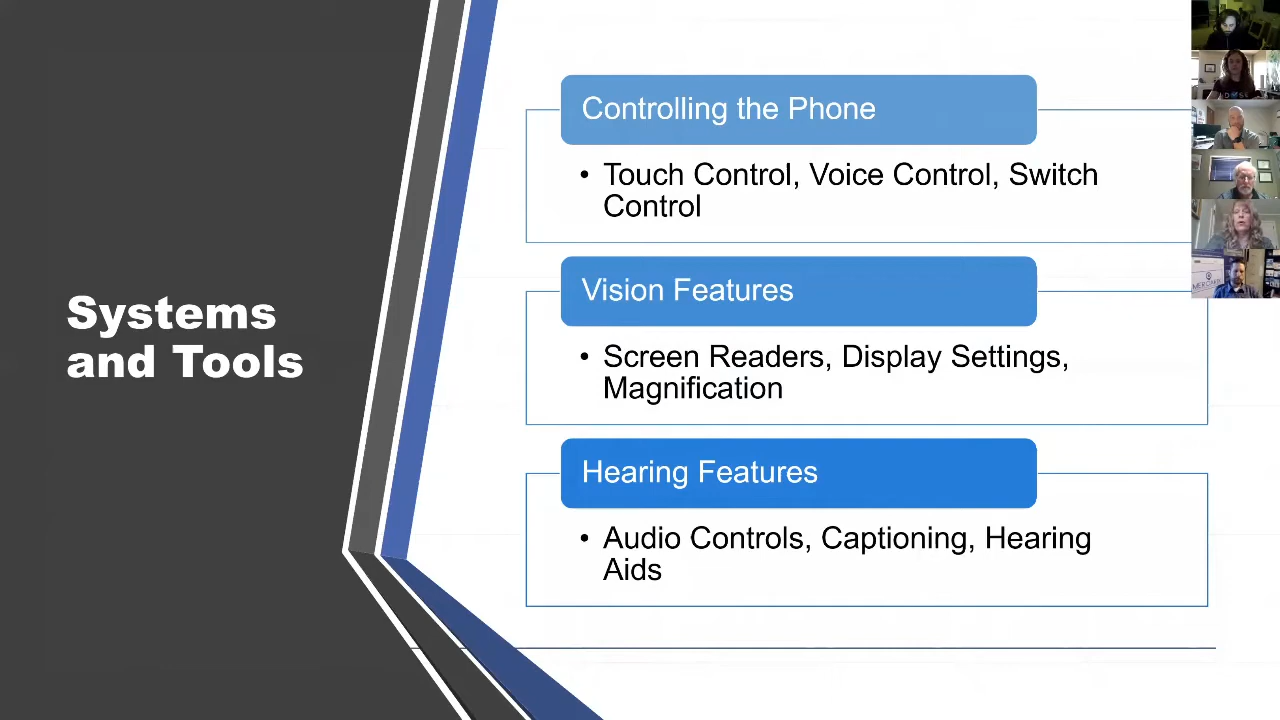 Systems
and Tools
Controlling the Phone
• Touch Control, Voice Control, Switch
Control
Vision Features
• Screen Readers, Display Settings,
Magnification
Hearing Features
• Audio Controls, Captioning, Hearing
Aids